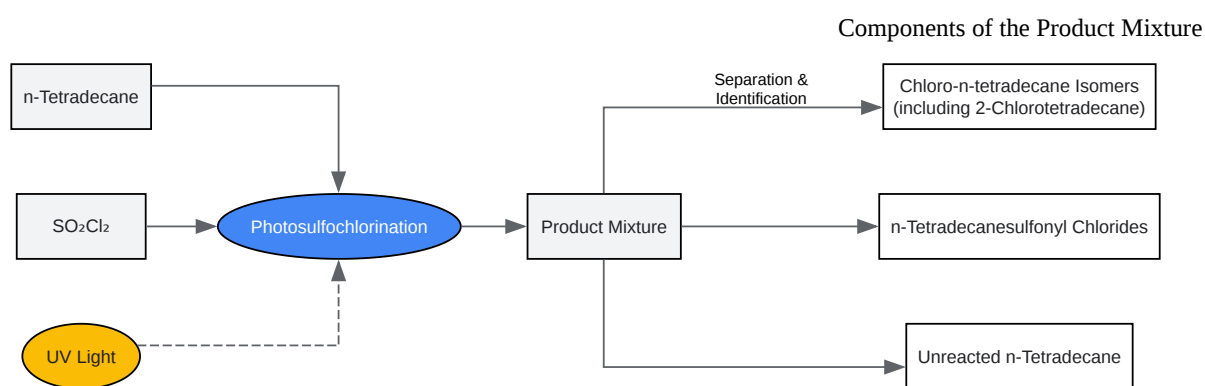 Components of the Product Mixture
n-Tetradecane
Separation &
Identification
Chloro-n-tetradecane Isomers
(including 2-Chlorotetradecane)
SO₂Cl₂
Photosulfochlorination
Product Mixture
n-Tetradecanesulfonyl Chlorides
UV Light
Unreacted n-Tetradecane